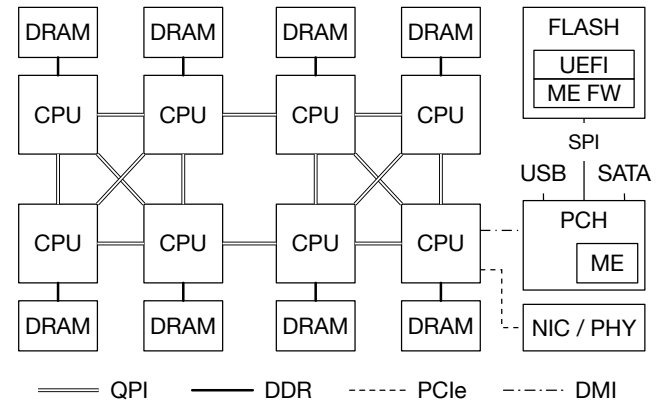 DRAM DRAM DRAM DRAM FLASH
UEFI
ME FW
CPU CPU CPU CPU
SPI
USB SATA
PCH
CPU CPU CPU CPU
ME
DRAM DRAM DRAM DRAM NIC / PHY
QPI DDR PCIe DMI